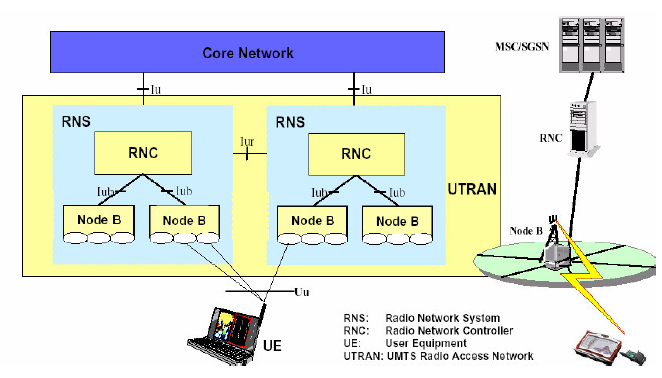 Core Network
MSC/SGSN
Iu
Iu
RNS
RNS
RNC
Iur
RNC
RNC
Iub
Iub
Iub
Iub
UTRAN
Node B
Node B
Node B
Node B
Node B
Uu
UE
RNS: Radio Network System
RNC: Radio Network Controller
UE: User Equipment
UTRAN: UMTS Radio Access Network